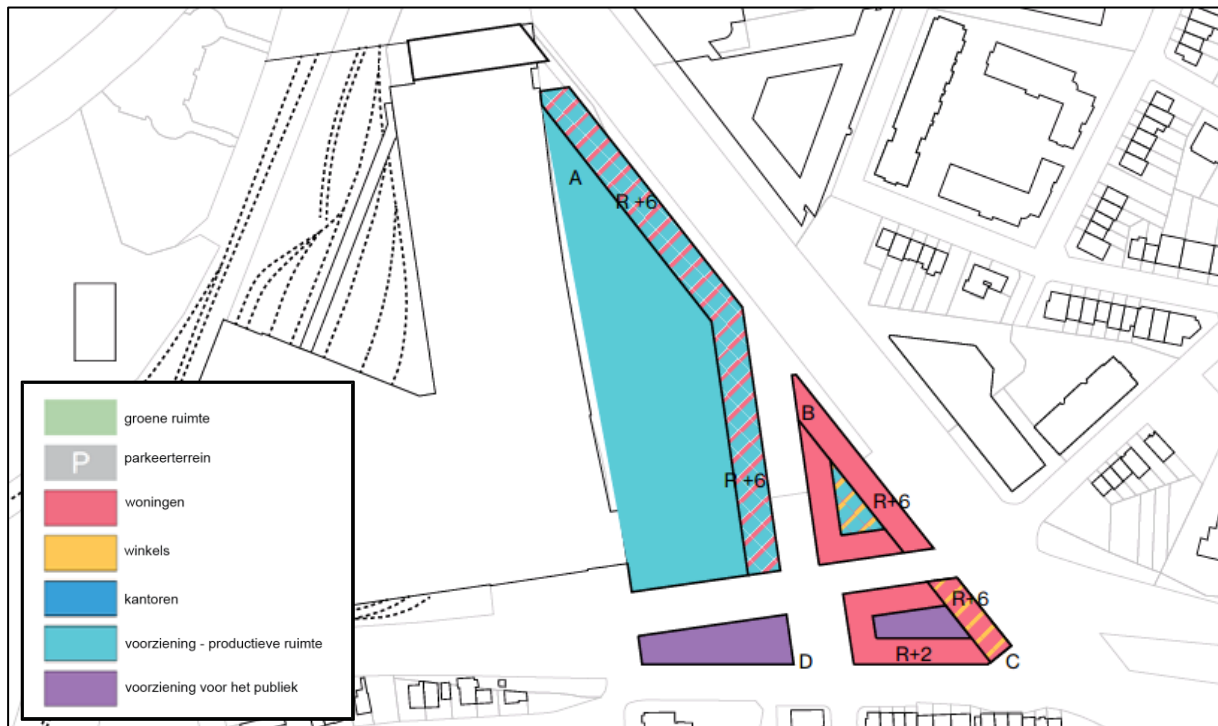 A
R +6
B
R +6
R+6
R+6
R+2
C
D
groene ruimte
P
parkeerterrein
woningen
winkels
kantoren
voorziening - productieve ruimte
voorziening voor het publiek